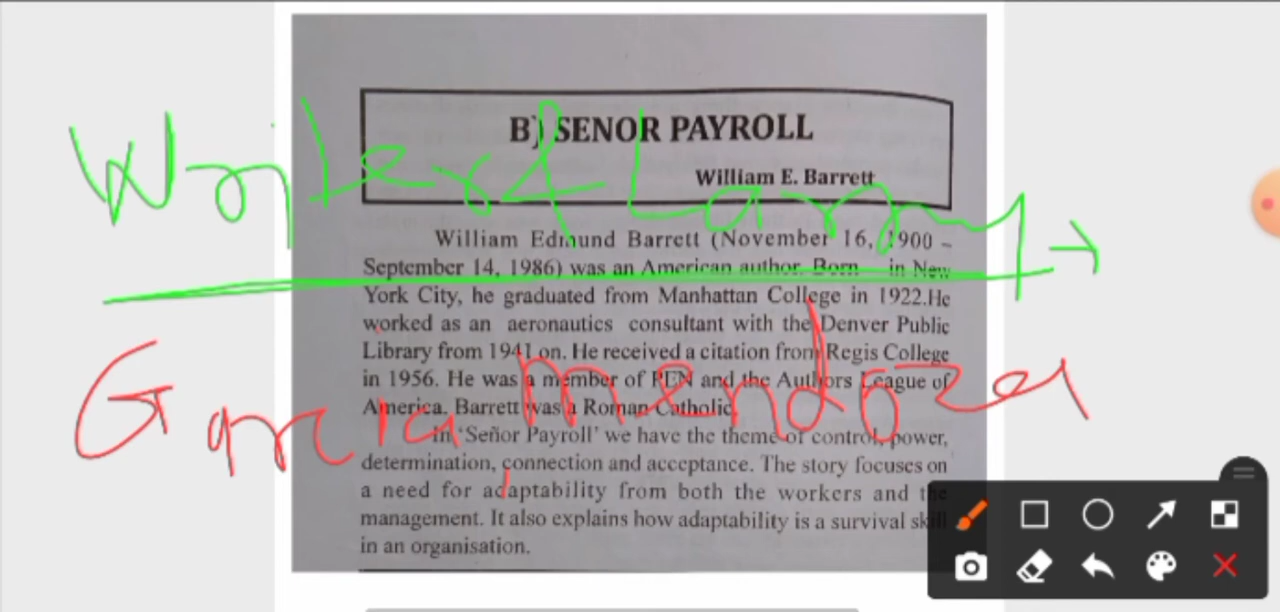 B) SENOR PAYROLL
William E. Barrett
Writer & Larry →
William Edmund Barrett (November 16, 1900 –
September 14, 1986) was an American author. Born in New
York City, he graduated from Manhattan College in 1922.He
worked as an aeronautics consultant with the Denver Public
Library from 1941 on. He received a citation from Regis College
in 1956. He was a member of PEN and the Authors League of
America. Barrett was a Roman Catholic.
Garcia mendoza
In 'Señor Payroll' we have the theme of control, power,
determination, connection and acceptance. The story focuses on
a need for adaptability from both the workers and the
management. It also explains how adaptability is a survival skill
in an organisation.